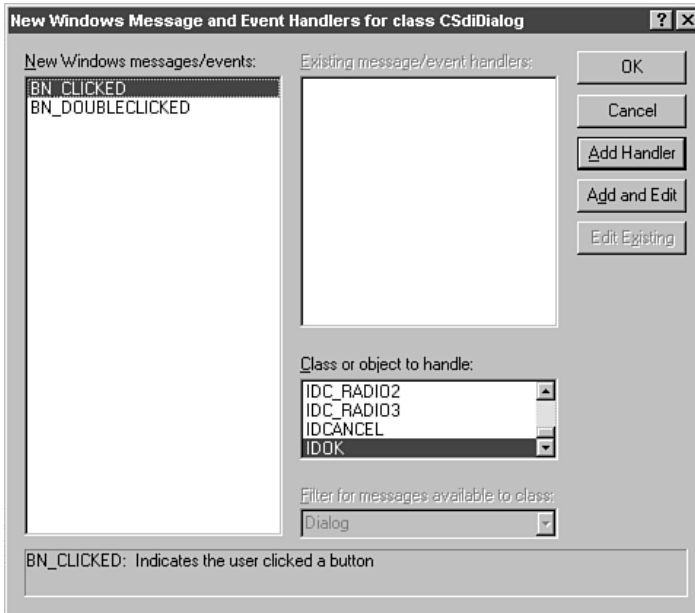 New Windows Message and Event Handlers for class CSdiDialog
New Windows messages/events:
BN_CLICKED
BN_DOUBLECLICKED
Existing message/event handlers:
OK
Cancel
Add Handler
Add and Edit
Edit Existing
Class or object to handle:
IDC_RADIO2
IDC_RADIO3
IDCANCEL
IDOK
Filter for messages available to class:
Dialog
BN_CLICKED: Indicates the user clicked a button